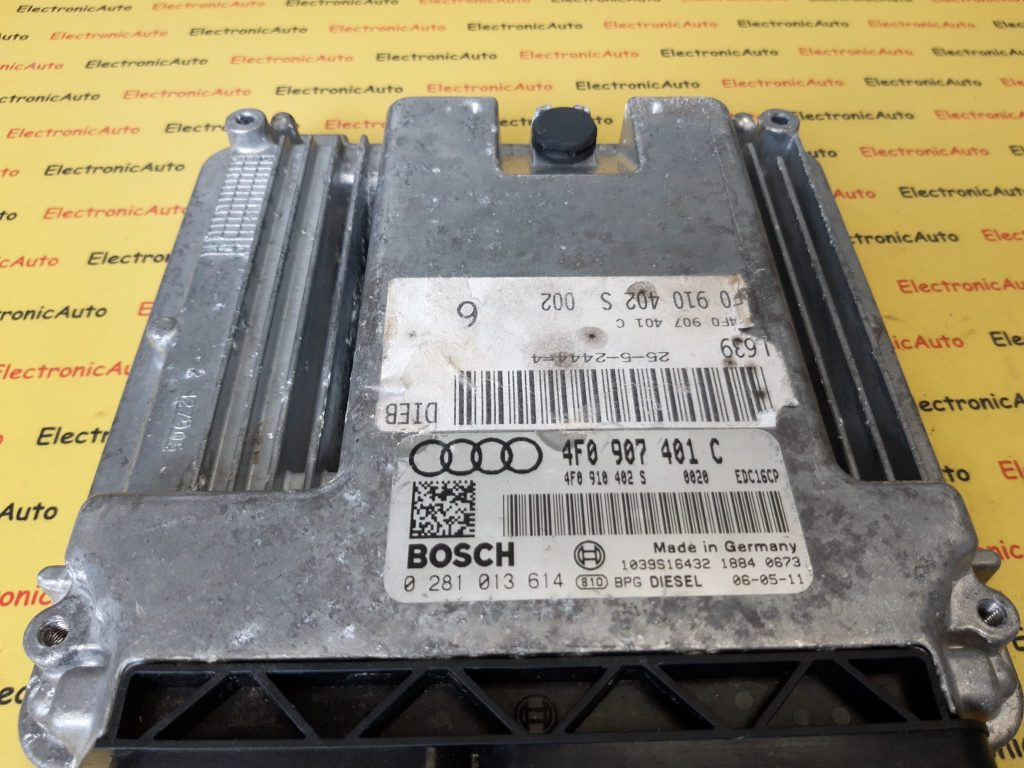 ElectronicAuto
4F0 910 402 S 002
4F0 907 401 C
6
L639
25-5-2444=4
DIEB
4F0 907 401 C
4F0 910 402 S 0020 EDC16CP
BOSCH
Made in Germany
1039S16432 1884 0673
0 281 013 614 810 BPG DIESEL 06-05-11